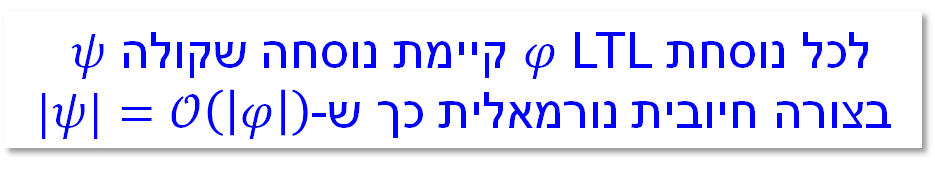 לכל נוסחת LTL φ קיימת נוסחה שקולה ψ
בצורה חיובית נורמאלית כך ש-|ψ| = 𝒪(|φ|)